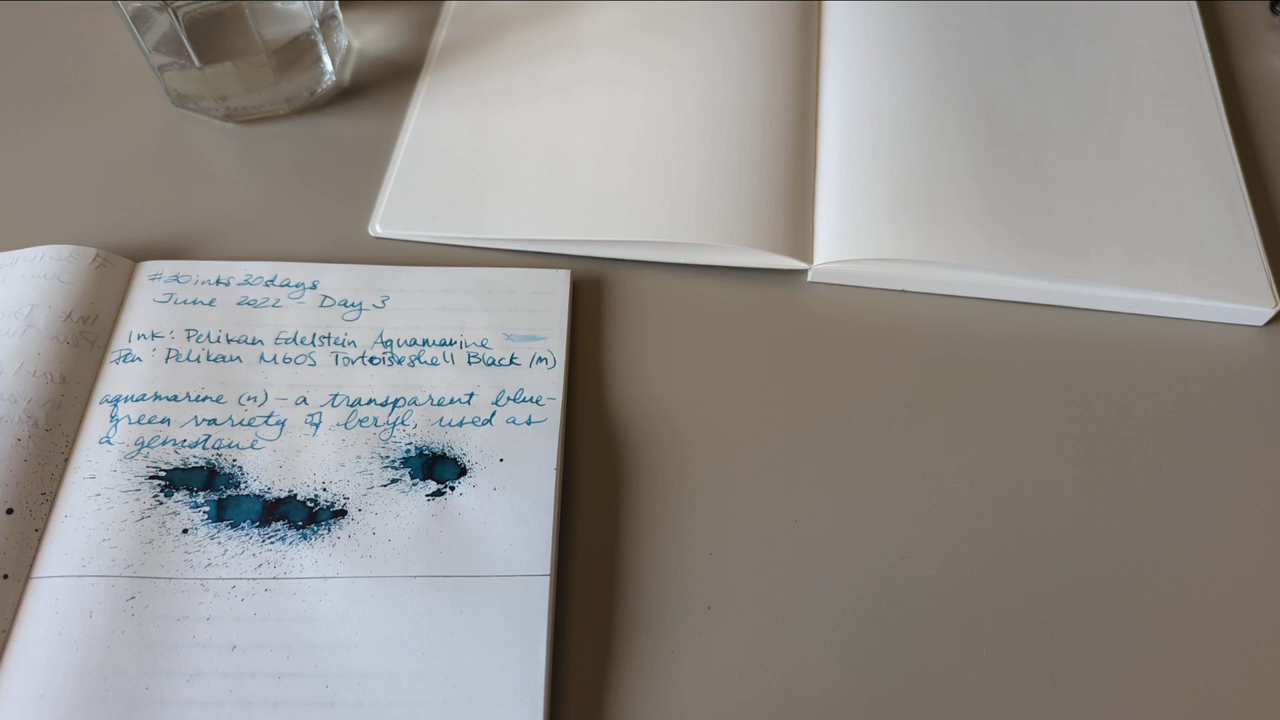 #30inks30days
June 2022 - Day 3
Ink: Pelikan Edelstein Aquamarine
Pen: Pelikan M605 Tortoiseshell Black (M)
aquamarine (n) – a transparent blue-
green variety of beryl, used as
a gemstone